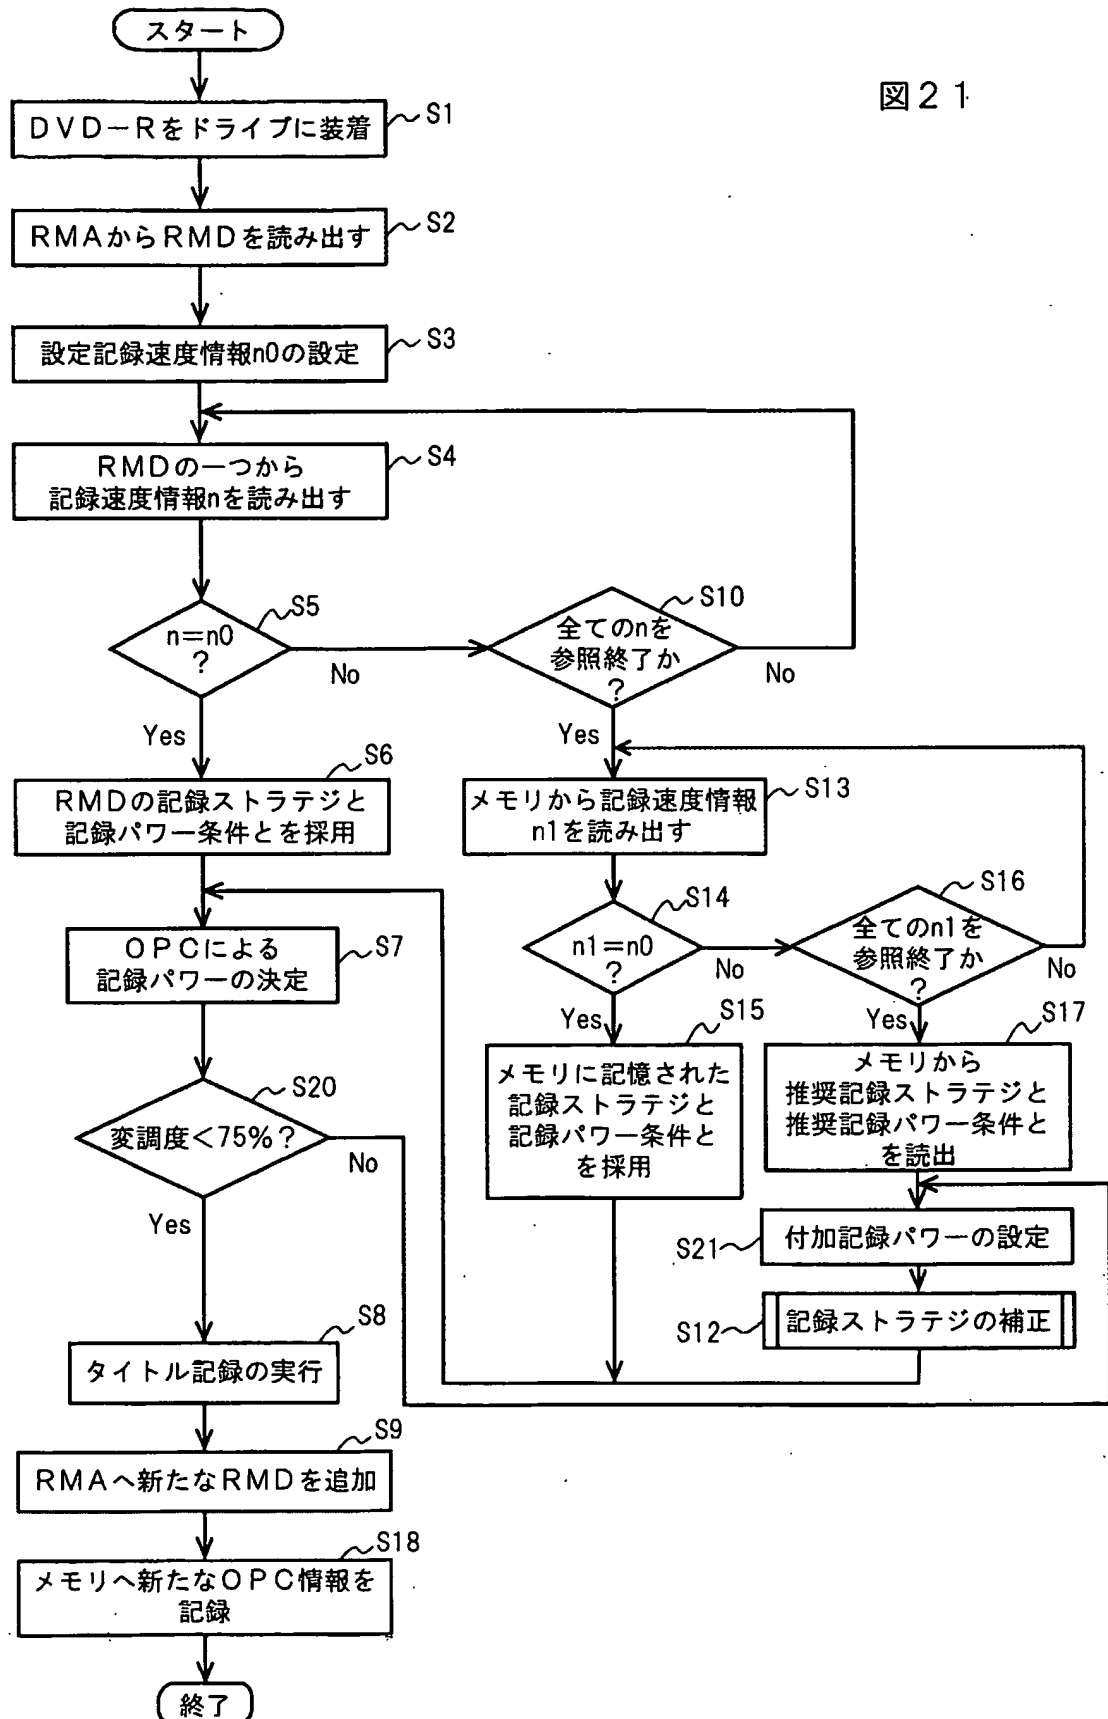 スタート
図21
DVD-Rをドライブに装着
S1
RMAからRMDを読み出す
S2
設定記録速度情報n0の設定
S3
RMDの一つから
記録速度情報nを読み出す
S4
n=n0
?
S5
No
Yes
全てのnを
参照終了か
?
S10
No
Yes
RMDの記録ストラテジと
記録パワー条件とを採用
S6
メモリから記録速度情報
n1を読み出す
S13
OPCによる
記録パワーの決定
S7
n1=n0
?
S14
No
Yes
全てのn1を
参照終了か
?
S16
No
Yes
メモリに記憶された
記録ストラテジと
記録パワー条件と
を採用
S15
メモリから
推奨記録ストラテジと
推奨記録パワー条件と
を読出
S17
変調度<75%?
S20
No
Yes
S21
付加記録パワーの設定
S12
記録ストラテジの補正
タイトル記録の実行
S8
RMAへ新たなRMDを追加
S9
メモリへ新たなOPC情報を
記録
S18
終了